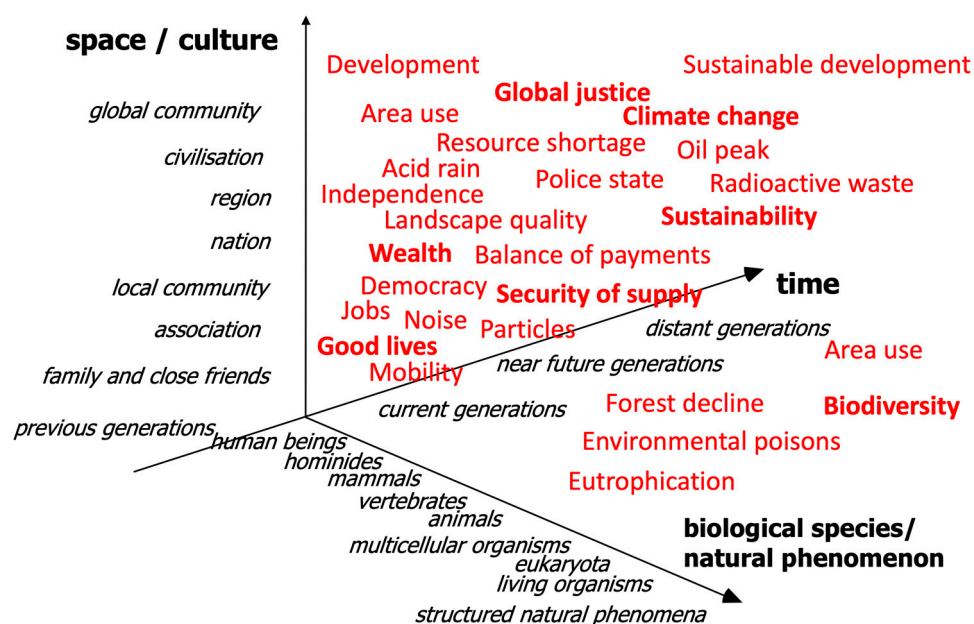 space / culture
Development
Sustainable development
Global justice
global community
Area use
Climate change
Resource shortage
Oil peak
civilisation
Acid rain
Police state
Radioactive waste
region
Independence
Landscape quality
Sustainability
nation
Wealth
Balance of payments
time
local community
Democracy
Security of supply
Jobs
Noise
Particles
association
distant generations
Good lives
Area use
near future generations
family and close friends
Mobility
current generations
Forest decline
Biodiversity
previous generations
human beings
Environmental poisons
hominides
mammals
Eutrophication
vertebrates
animals
biological species/
natural phenomenon
multicellular organisms
eukaryota
living organisms
structured natural phenomena